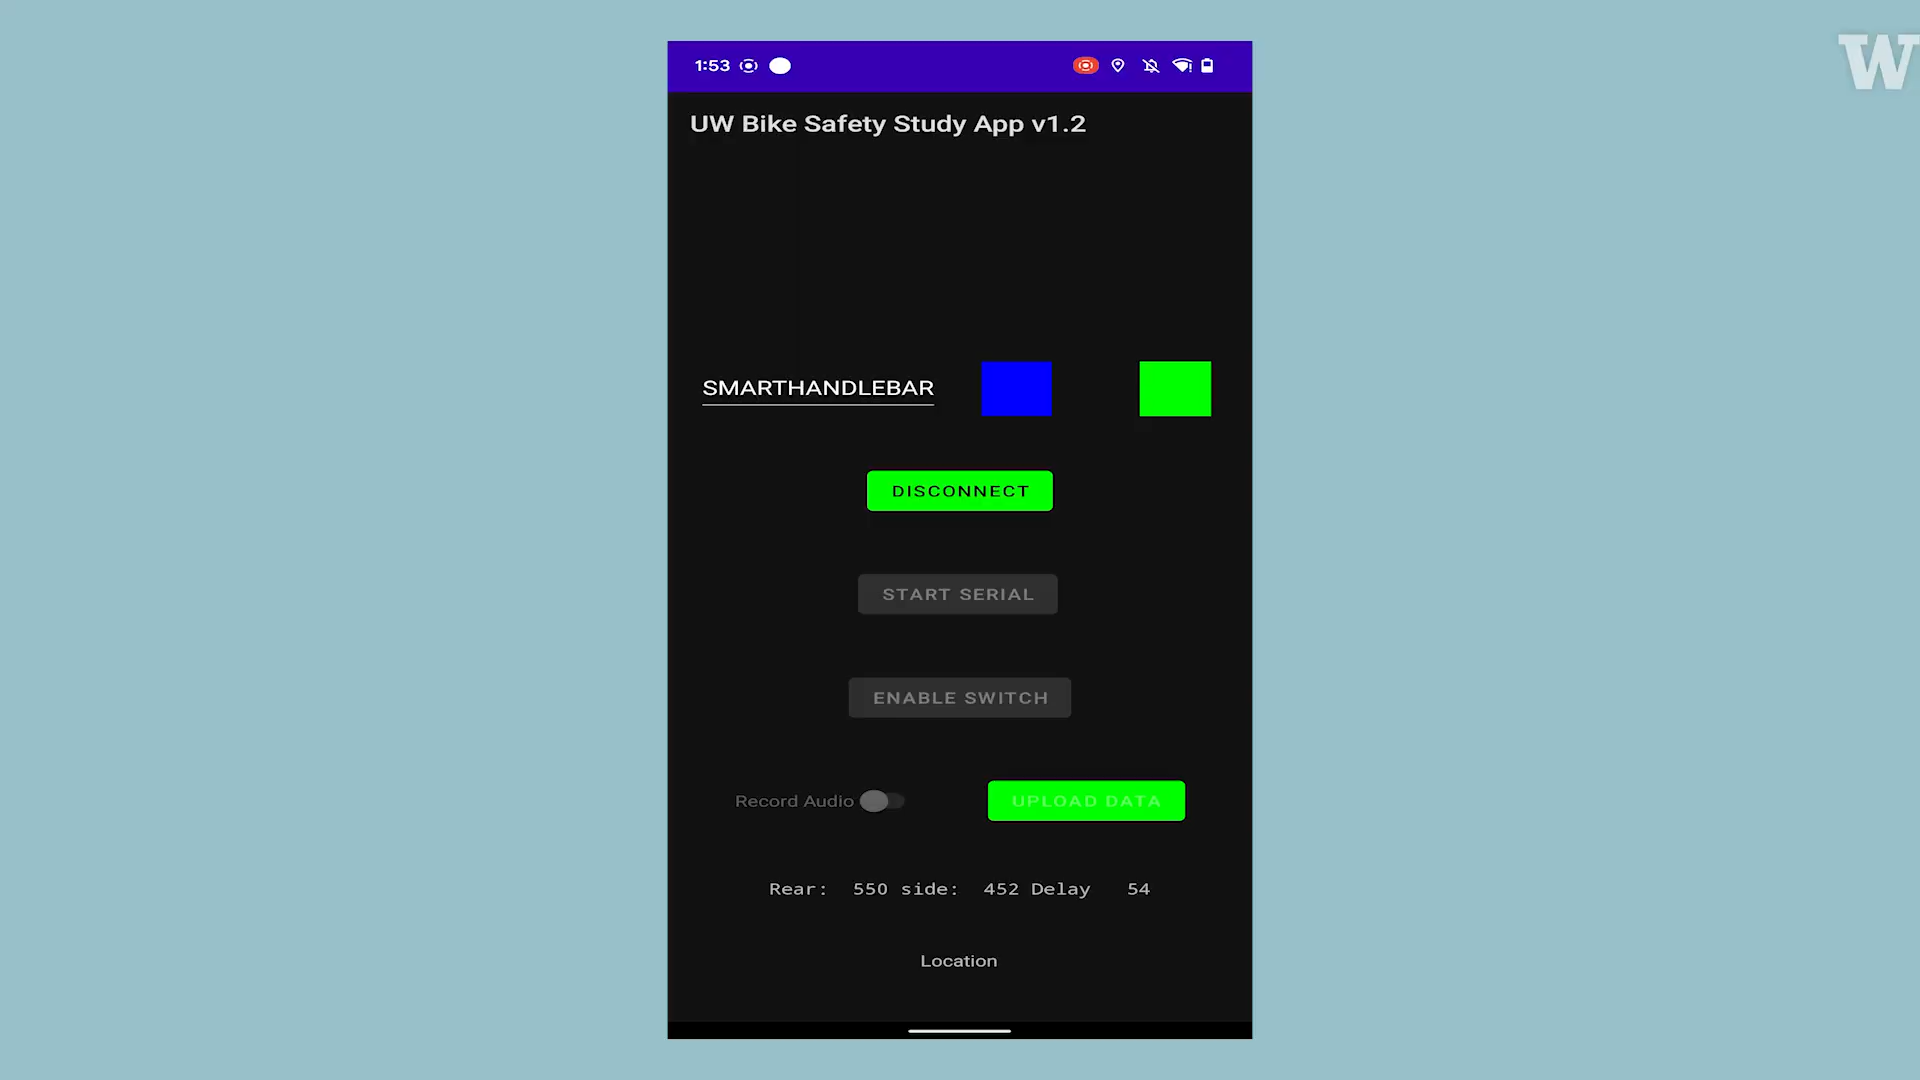 1:53
W
UW Bike Safety Study App v1.2
SMARTHANDLEBAR
DISCONNECT
START SERIAL
ENABLE SWITCH
Record Audio
UPLOAD DATA
Rear: 550 side: 452 Delay 54
Location